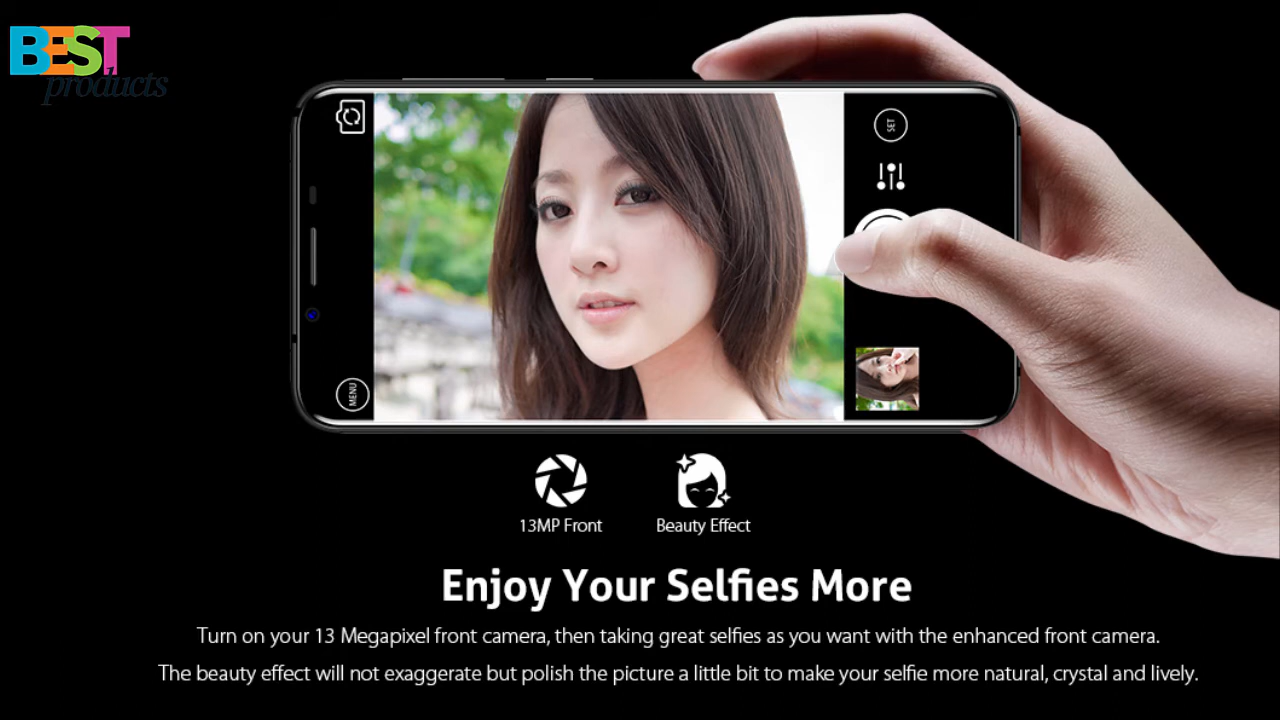 BEST
products
SET
MENU
13MP Front
Beauty Effect
Enjoy Your Selfies More
Turn on your 13 Megapixel front camera, then taking great selfies as you want with the enhanced front camera.
The beauty effect will not exaggerate but polish the picture a little bit to make your selfie more natural, crystal and lively.